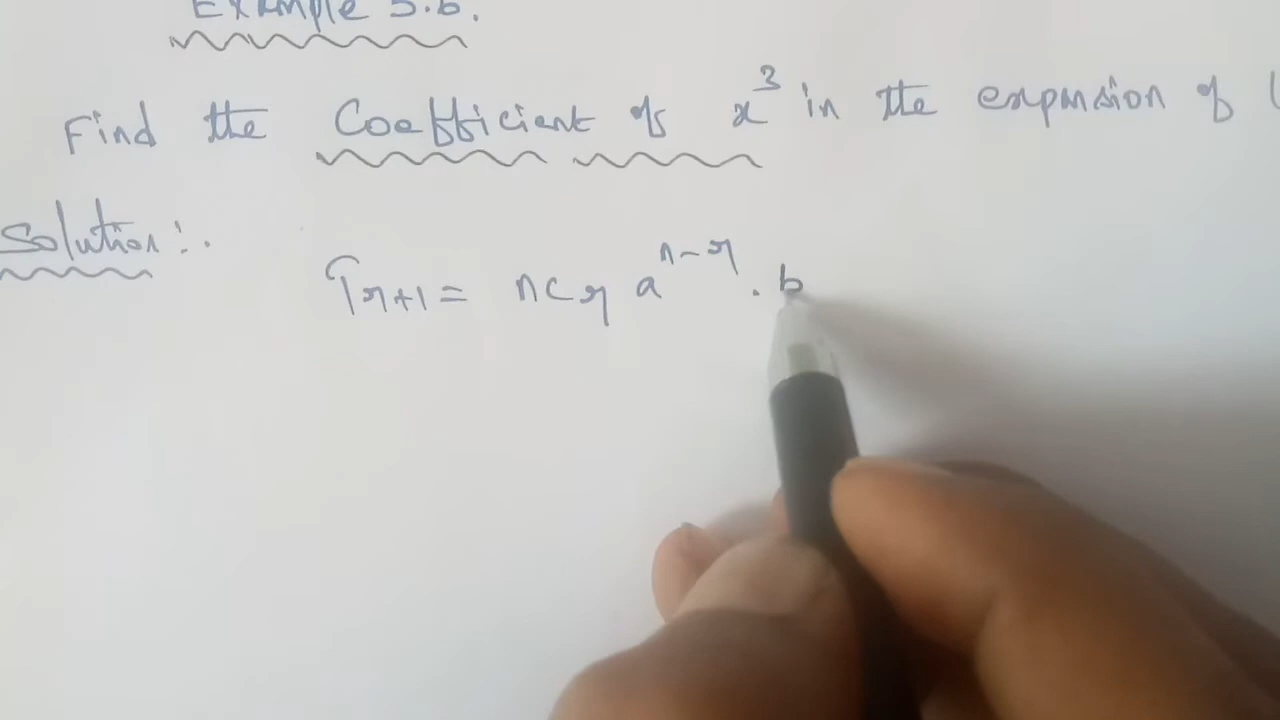 Example 5.6.
Find the Coefficient of x³ in the expansion of (
Solution:.
Tr+1 = ncr a^n-r . b